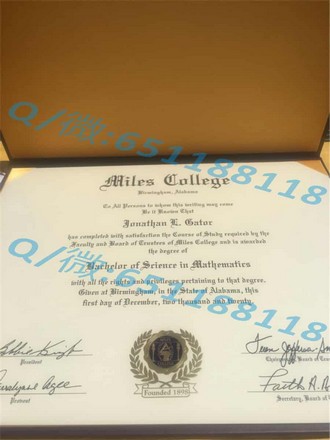 Miles College
Birmingham, Alabama
To All Persons to whom this writing may come
Be it Known That
Jonathan L. Gator
has completed with satisfaction the Course of Study required by the
Faculty and Board of Trustees of Miles College and is awarded
the degree of
Bachelor of Science in Mathematics
with all the rights and privileges pertaining to that degree.
Given at Birmingham, in the State of Alabama, this
first day of December, two thousand and twenty
President
Provost
Secretary, Board of
Founded 1898
Q/微:651188118
Q/微:651188118
Q/微:651188118